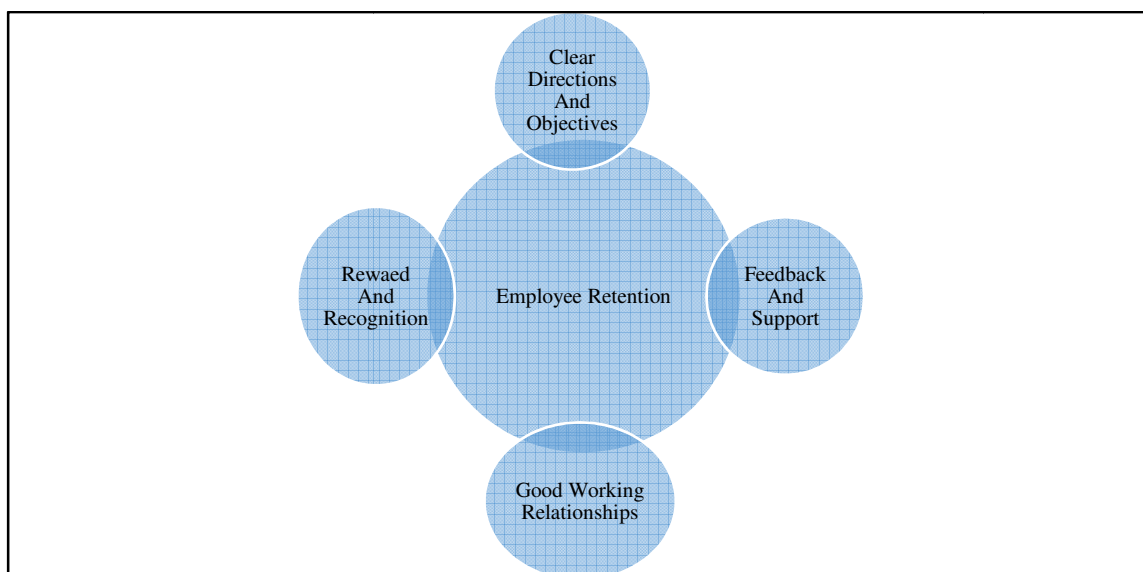 Clear
Directions
And
Objectives
Rewaed
And
Recognition
Employee Retention
Feedback
And
Support
Good Working
Relationships